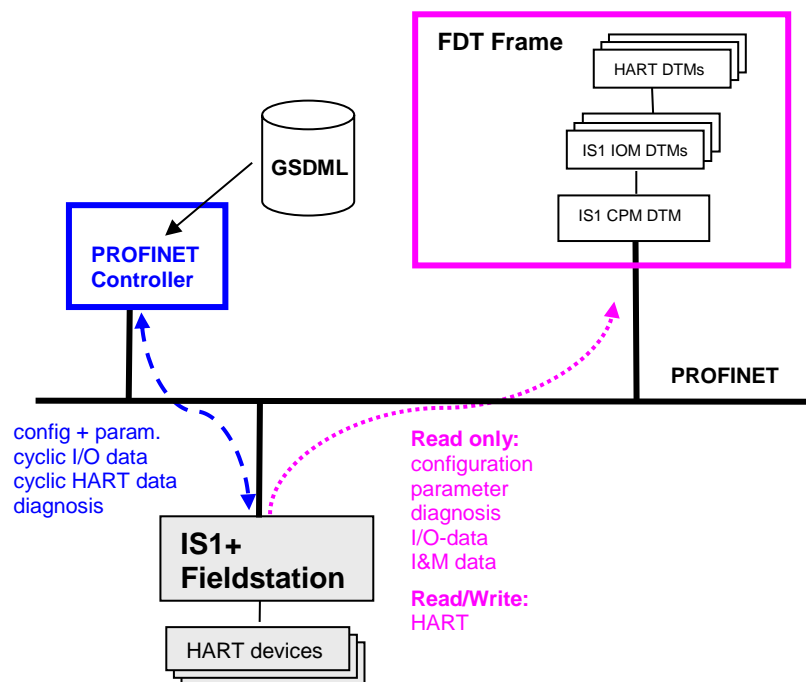 FDT Frame
HART DTMs
IS1 IOM DTMs
IS1 CPM DTM
GSDML
PROFINET
Controller
PROFINET
config + param.
cyclic I/O data
cyclic HART data
diagnosis
Read only:
configuration
parameter
diagnosis
I/O-data
I&M data
Read/Write:
HART
IS1+
Fieldstation
HART devices